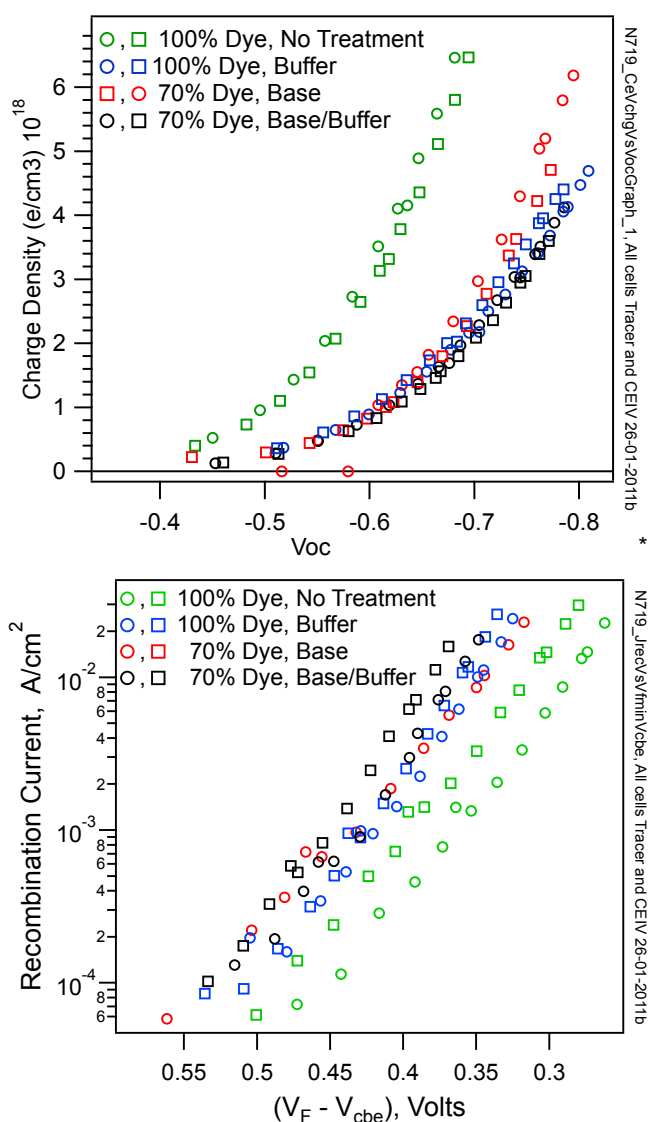 , 100% Dye, No Treatment
, 100% Dye, Buffer
, 70% Dye, Base
, 70% Dye, Base/Buffer
Charge Density (e/cm3) 10^18
6
5
4
3
2
1
0
-0.4 -0.5 -0.6 -0.7 -0.8
Voc
N719_CeVchgVsVocGraph_1, All cells Tracer and CEIV 26-01-2011b
*
, 100% Dye, No Treatment
, 100% Dye, Buffer
, 70% Dye, Base
, 70% Dye, Base/Buffer
Recombination Current, A/cm^2
2
10^-2
8
6
4
2
10^-3
8
6
4
2
10^-4
8
6
0.55 0.5 0.45 0.4 0.35 0.3
(V_F - V_cbe), Volts
N719_JrecVsVfminVcbe, All cells Tracer and CEIV 26-01-2011b